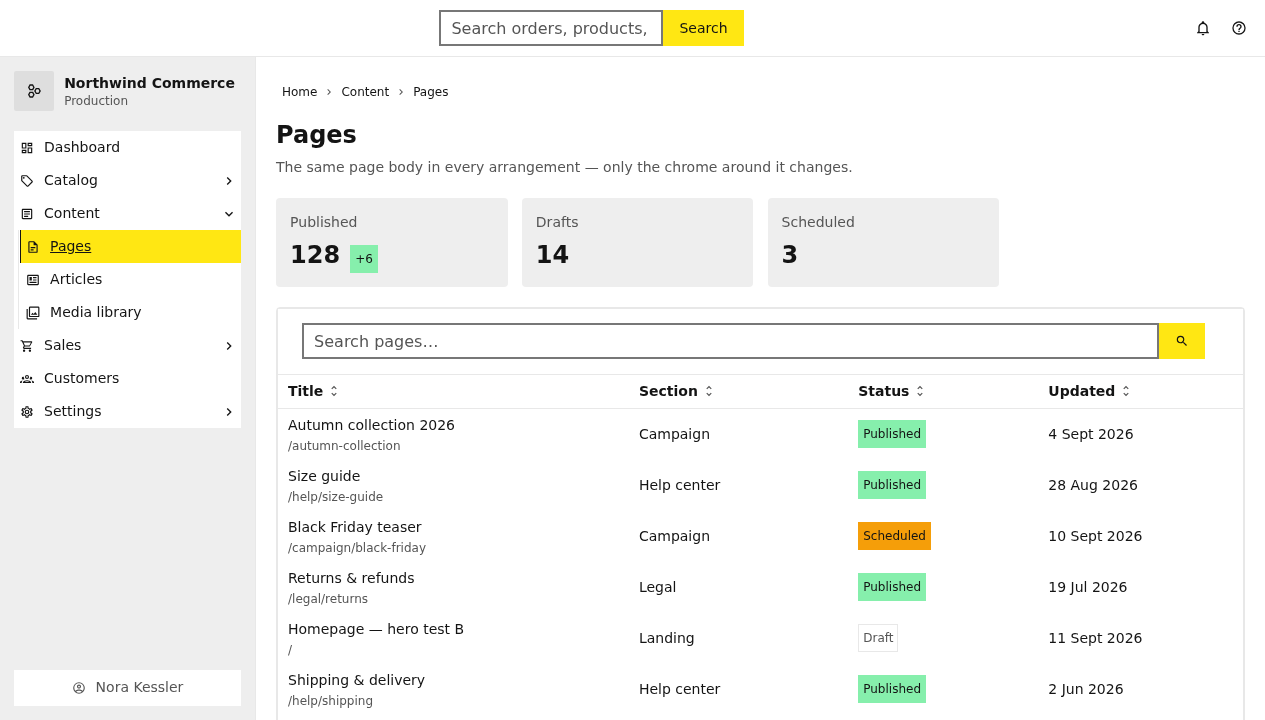 Search orders, products,
Search
Northwind Commerce
Production
Dashboard
Catalog
Content
Pages
Articles
Media library
Sales
Customers
Settings
Nora Kessler
Home › Content › Pages
Pages
The same page body in every arrangement — only the chrome around it changes.
Published
128 +6
Drafts
14
Scheduled
3
Search pages…
Title Section Status Updated
Autumn collection 2026
/autumn-collection
Campaign Published 4 Sept 2026
Size guide
/help/size-guide
Help center Published 28 Aug 2026
Black Friday teaser
/campaign/black-friday
Campaign Scheduled 10 Sept 2026
Returns & refunds
/legal/returns
Legal Published 19 Jul 2026
Homepage — hero test B
/
Landing Draft 11 Sept 2026
Shipping & delivery
/help/shipping
Help center Published 2 Jun 2026